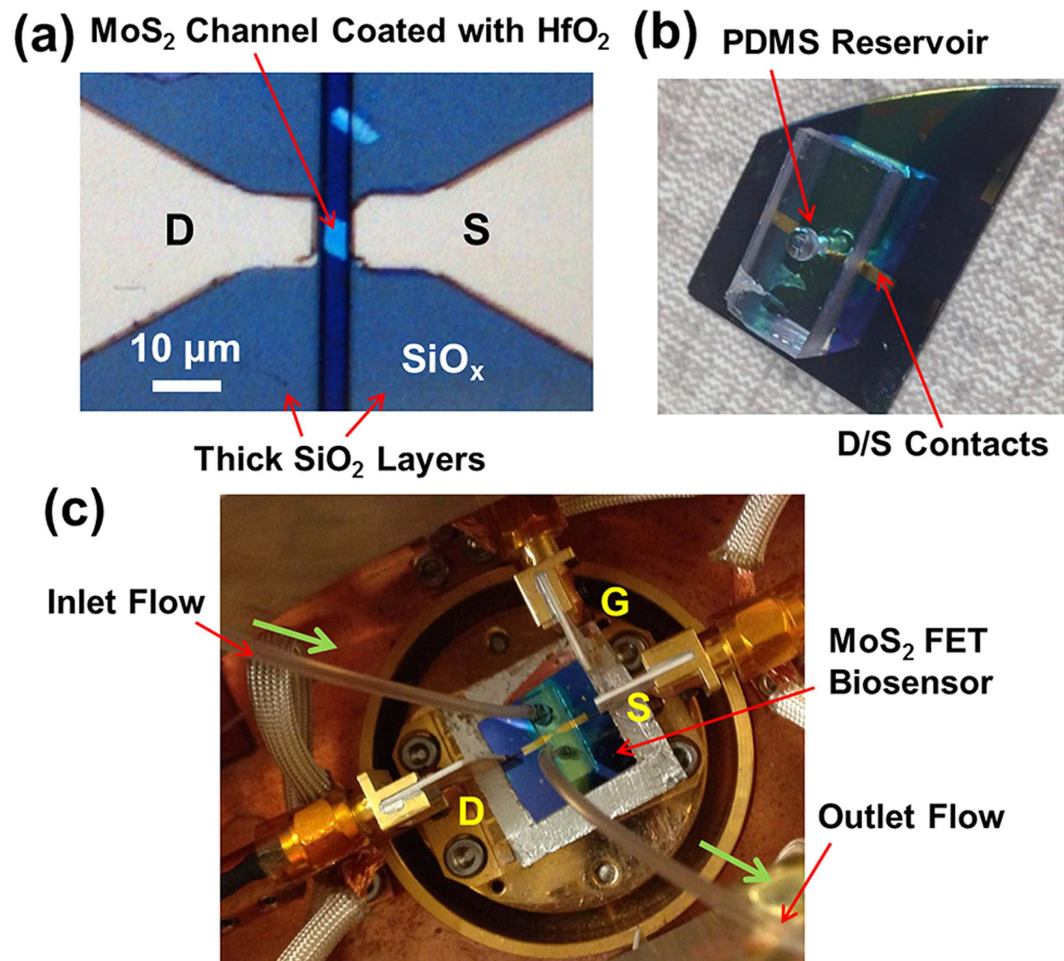 (a)
MoS₂ Channel Coated with HfO₂
D
S
10 µm
SiOₓ
Thick SiO₂ Layers
(b)
PDMS Reservoir
D/S Contacts
(c)
Inlet Flow
G
S
D
MoS₂ FET
Biosensor
Outlet Flow